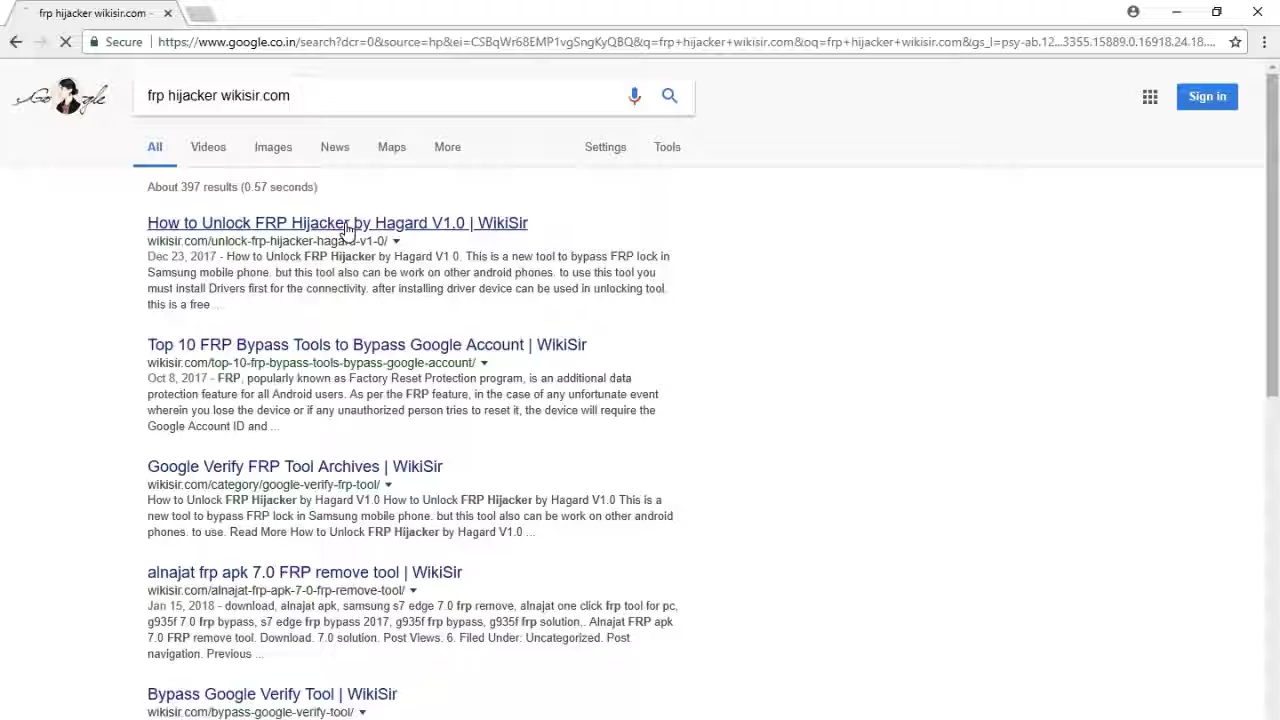 frp hijacker wikisir.com -
Secure https://www.google.co.in/search?dcr=0&source=hp&ei=CSBqWr68EMP1vgSngKyQBQ&q=frp+hijacker+wikisir.com&oq=frp+hijacker+wikisir.com&gs_l=psy-ab.12...3355.15889.0.16918.24.18....
Google
frp hijacker wikisir.com
Sign in
All Videos Images News Maps More Settings Tools
About 397 results (0.57 seconds)
How to Unlock FRP Hijacker by Hagard V1.0 | WikiSir
wikisir.com/unlock-frp-hijacker-hagard-v1-0/
Dec 23, 2017 - How to Unlock FRP Hijacker by Hagard V1 0. This is a new tool to bypass FRP lock in
Samsung mobile phone. but this tool also can be work on other android phones. to use this tool you
must install Drivers first for the connectivity. after installing driver device can be used in unlocking tool.
this is a free ...
Top 10 FRP Bypass Tools to Bypass Google Account | WikiSir
wikisir.com/top-10-frp-bypass-tools-bypass-google-account/
Oct 8, 2017 - FRP, popularly known as Factory Reset Protection program, is an additional data
protection feature for all Android users. As per the FRP feature, in the case of any unfortunate event
wherein you lose the device or if any unauthorized person tries to reset it, the device will require the
Google Account ID and ...
Google Verify FRP Tool Archives | WikiSir
wikisir.com/category/google-verify-frp-tool/
How to Unlock FRP Hijacker by Hagard V1.0 How to Unlock FRP Hijacker by Hagard V1.0 This is a
new tool to bypass FRP lock in Samsung mobile phone. but this tool also can be work on other android
phones. to use. Read More How to Unlock FRP Hijacker by Hagard V1.0 ...
alnajat frp apk 7.0 FRP remove tool | WikiSir
wikisir.com/alnajat-frp-apk-7-0-frp-remove-tool/
Jan 15, 2018 - download, alnajat apk, samsung s7 edge 7.0 frp remove, alnajat one click frp tool for pc,
g935f 7.0 frp bypass, s7 edge frp bypass 2017, g935f frp bypass, g935f frp solution,. Alnajat FRP apk
7.0 FRP remove tool. Download. 7.0 solution. Post Views. 6. Filed Under: Uncategorized. Post
navigation. Previous ...
Bypass Google Verify Tool | WikiSir
wikisir.com/bypass-google-verify-tool/